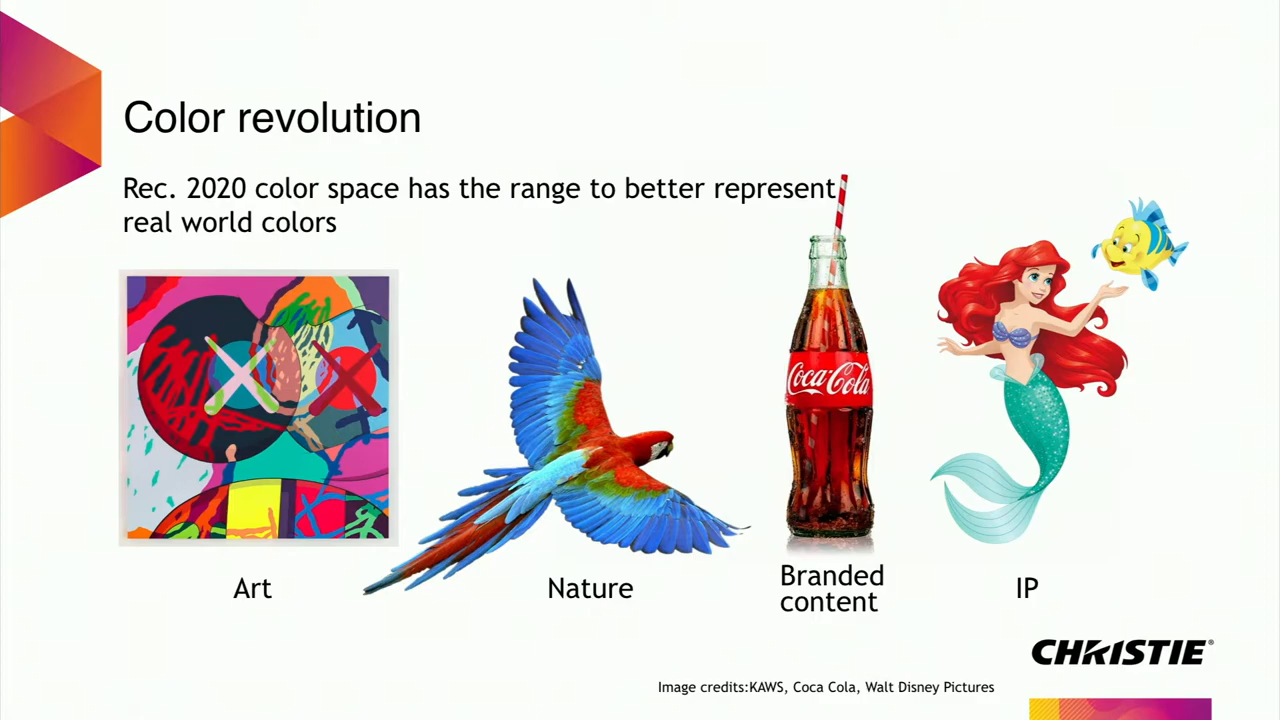 Color revolution
Rec. 2020 color space has the range to better represent
real world colors
Coca-Cola
Art
Nature
Branded
content
IP
CHRISTIE®
Image credits:KAWS, Coca Cola, Walt Disney Pictures